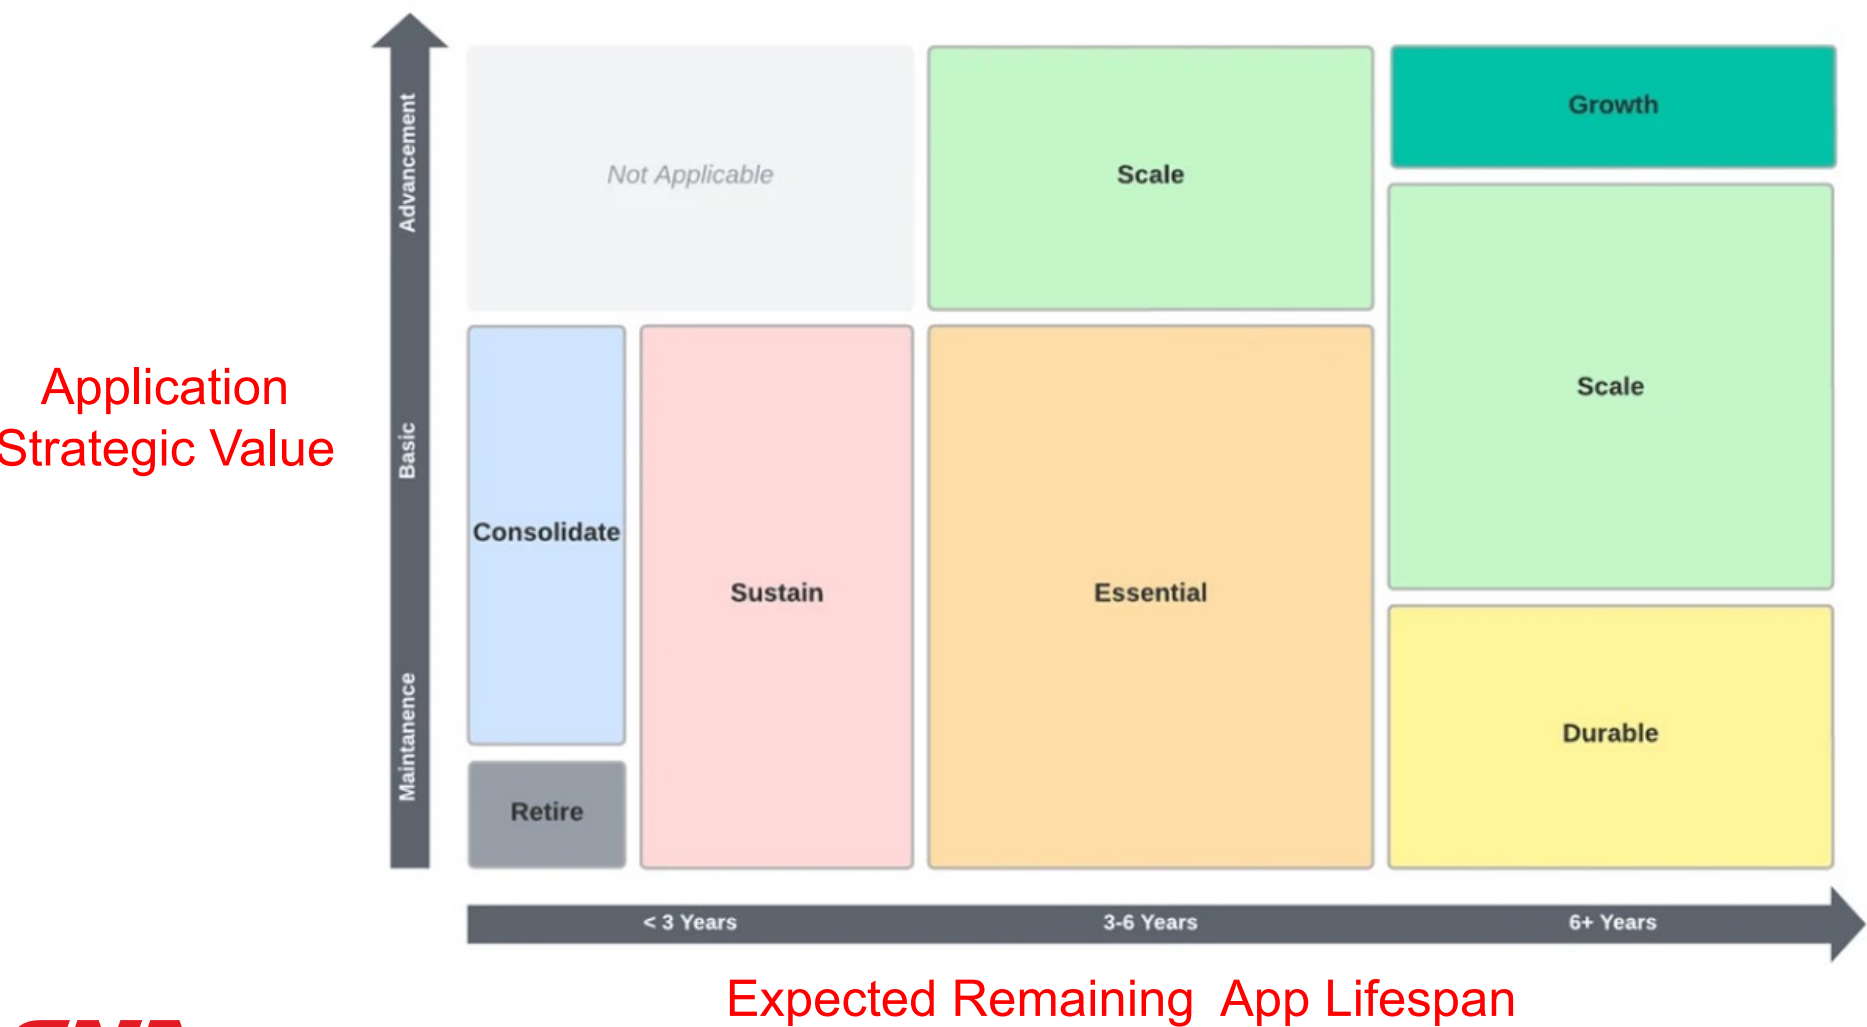 Advancement
Basic
Maintanence
Application
Strategic Value
Not Applicable
Scale
Growth
Scale
Consolidate
Sustain
Essential
Durable
Retire
< 3 Years
3-6 Years
6+ Years
Expected Remaining App Lifespan